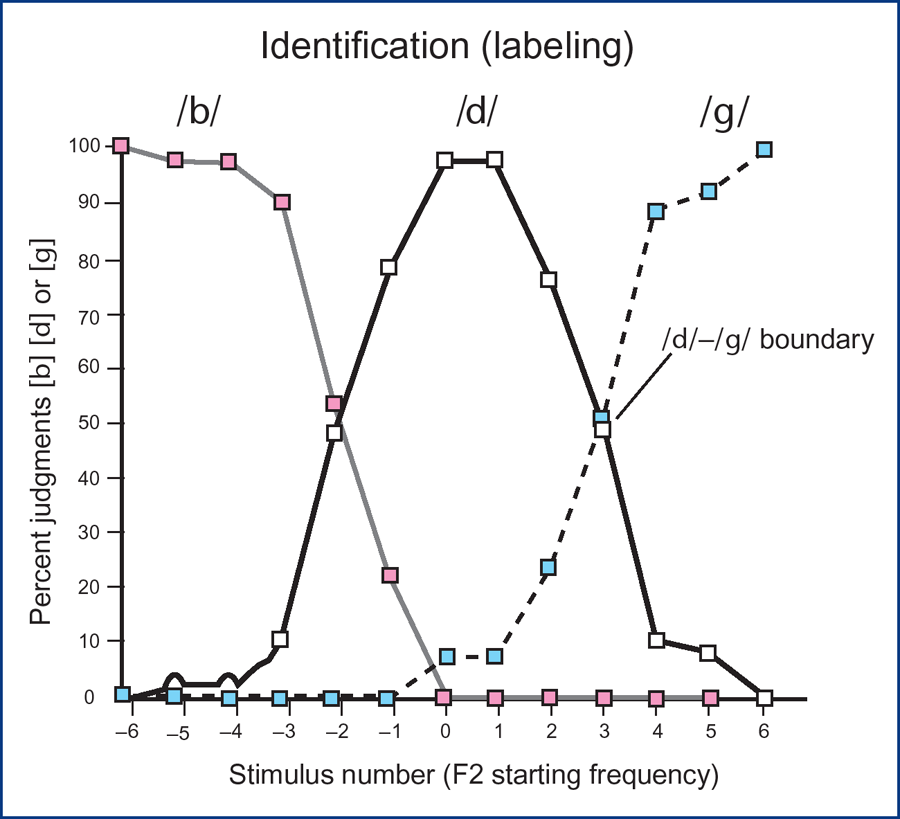 Identification (labeling)
/b/
/d/
/g/
100
90
80
70
60
50
40
30
20
10
0
Percent judgments [b] [d] or [g]
/d/–/g/ boundary
–6 –5 –4 –3 –2 –1 0 1 2 3 4 5 6
Stimulus number (F2 starting frequency)